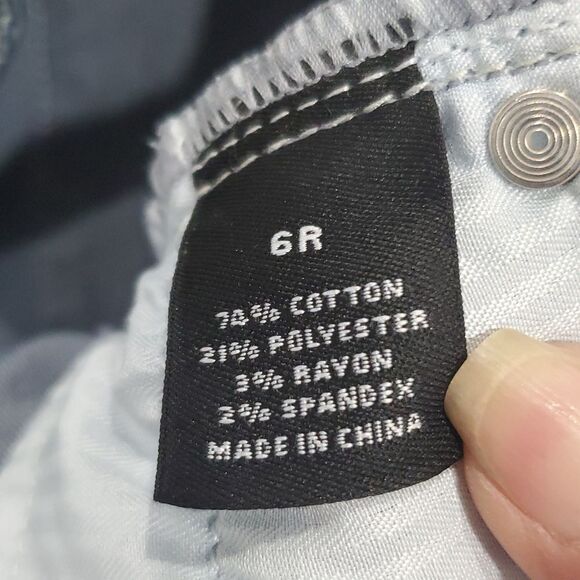 6R
74% COTTON
21% POLYESTER
3% RAYON
2% SPANDEX
MADE IN CHINA